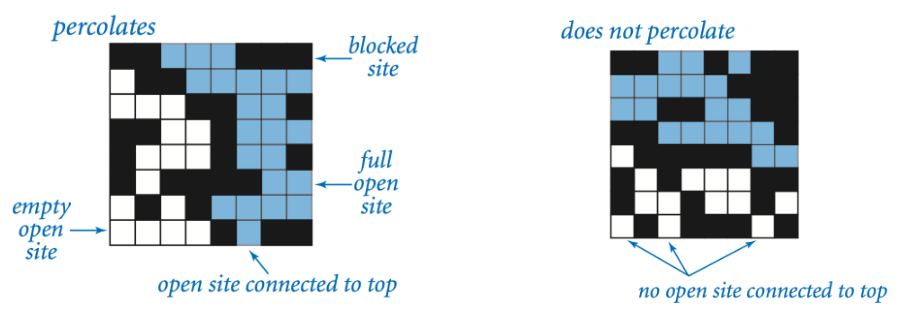 percolates
blocked
site
full
open
site
empty
open
site
open site connected to top
does not percolate
no open site connected to top